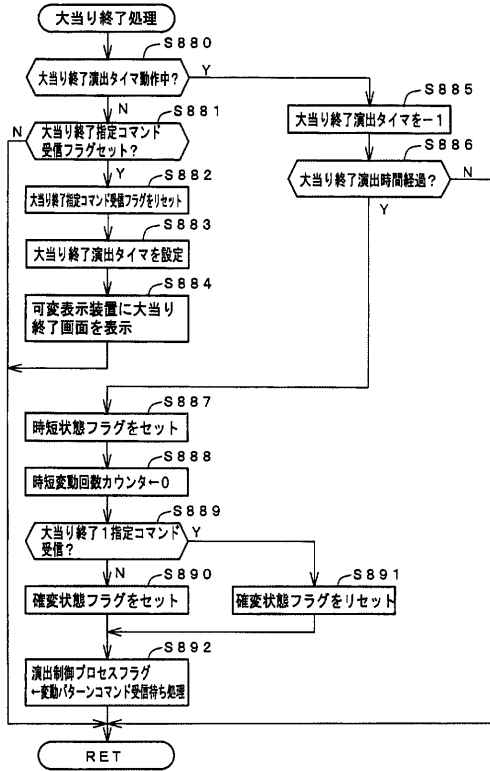 大当り終了処理
S880
大当り終了演出タイマ動作中?
Y
N
S881
N
大当り終了指定コマンド
受信フラグセット?
Y
S882
大当り終了指定コマンド受信フラグをリセット
S883
大当り終了演出タイマを設定
S884
可変表示装置に大当り
終了画面を表示
S885
大当り終了演出タイマを−1
S886
大当り終了演出時間経過?
N
Y
S887
時短状態フラグをセット
S888
時短変動回数カウンタ←0
S889
大当り終了1指定コマンド
受信?
Y
N
S890
確変状態フラグをセット
S891
確変状態フラグをリセット
S892
演出制御プロセスフラグ
←変動パターンコマンド受信待ち処理
RET